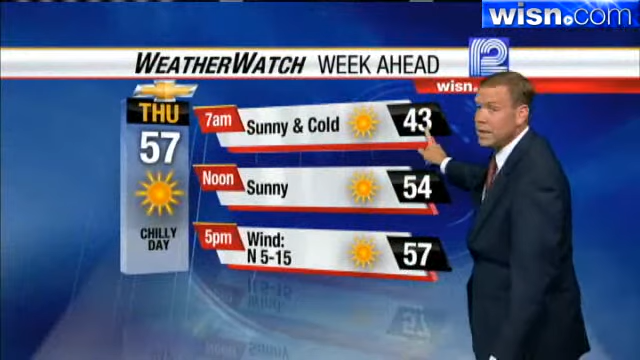 wisn.com
WEATHERWATCH WEEK AHEAD
12
wisn.
THU
57
CHILLY
DAY
7am Sunny & Cold 43
Noon Sunny 54
5pm Wind:
N 5-15 57